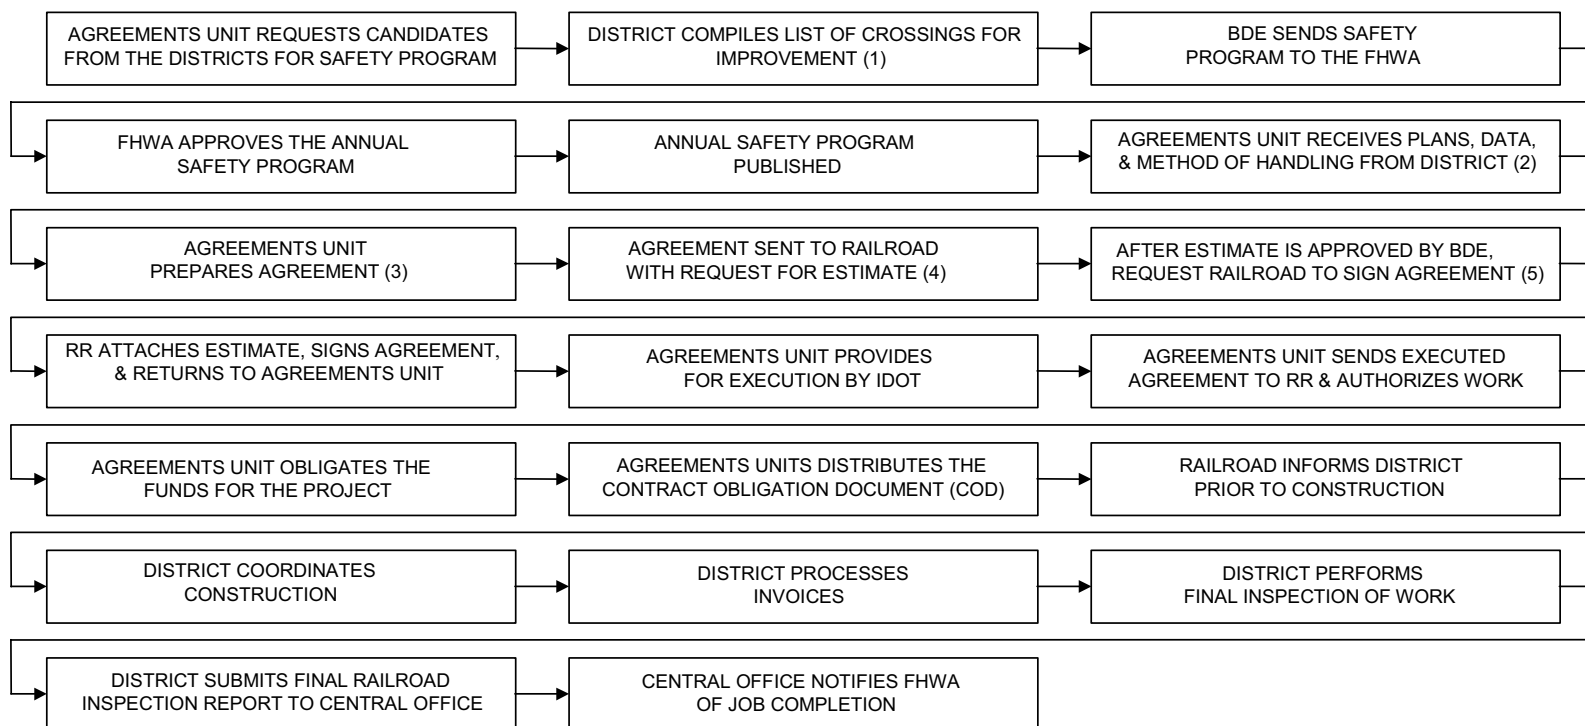 AGREEMENTS UNIT REQUESTS CANDIDATES
FROM THE DISTRICTS FOR SAFETY PROGRAM
DISTRICT COMPILES LIST OF CROSSINGS FOR
IMPROVEMENT (1)
BDE SENDS SAFETY
PROGRAM TO THE FHWA
FHWA APPROVES THE ANNUAL
SAFETY PROGRAM
ANNUAL SAFETY PROGRAM
PUBLISHED
AGREEMENTS UNIT RECEIVES PLANS, DATA,
& METHOD OF HANDLING FROM DISTRICT (2)
AGREEMENTS UNIT
PREPARES AGREEMENT (3)
AGREEMENT SENT TO RAILROAD
WITH REQUEST FOR ESTIMATE (4)
AFTER ESTIMATE IS APPROVED BY BDE,
REQUEST RAILROAD TO SIGN AGREEMENT (5)
RR ATTACHES ESTIMATE, SIGNS AGREEMENT,
& RETURNS TO AGREEMENTS UNIT
AGREEMENTS UNIT PROVIDES
FOR EXECUTION BY IDOT
AGREEMENTS UNIT SENDS EXECUTED
AGREEMENT TO RR & AUTHORIZES WORK
AGREEMENTS UNIT OBLIGATES THE
FUNDS FOR THE PROJECT
AGREEMENTS UNITS DISTRIBUTES THE
CONTRACT OBLIGATION DOCUMENT (COD)
RAILROAD INFORMS DISTRICT
PRIOR TO CONSTRUCTION
DISTRICT COORDINATES
CONSTRUCTION
DISTRICT PROCESSES
INVOICES
DISTRICT PERFORMS
FINAL INSPECTION OF WORK
DISTRICT SUBMITS FINAL RAILROAD
INSPECTION REPORT TO CENTRAL OFFICE
CENTRAL OFFICE NOTIFIES FHWA
OF JOB COMPLETION